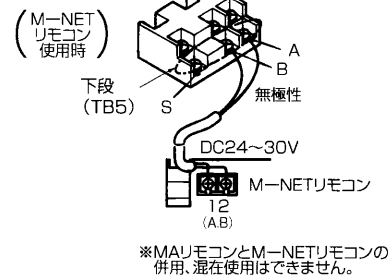 (M−NET
リモコン
使用時)
A
B
下段
(TB5)
S
無極性
DC24〜30V
M−NETリモコン
12
(A.B)
※MAリモコンとM−NETリモコンの
併用、混在使用はできません。